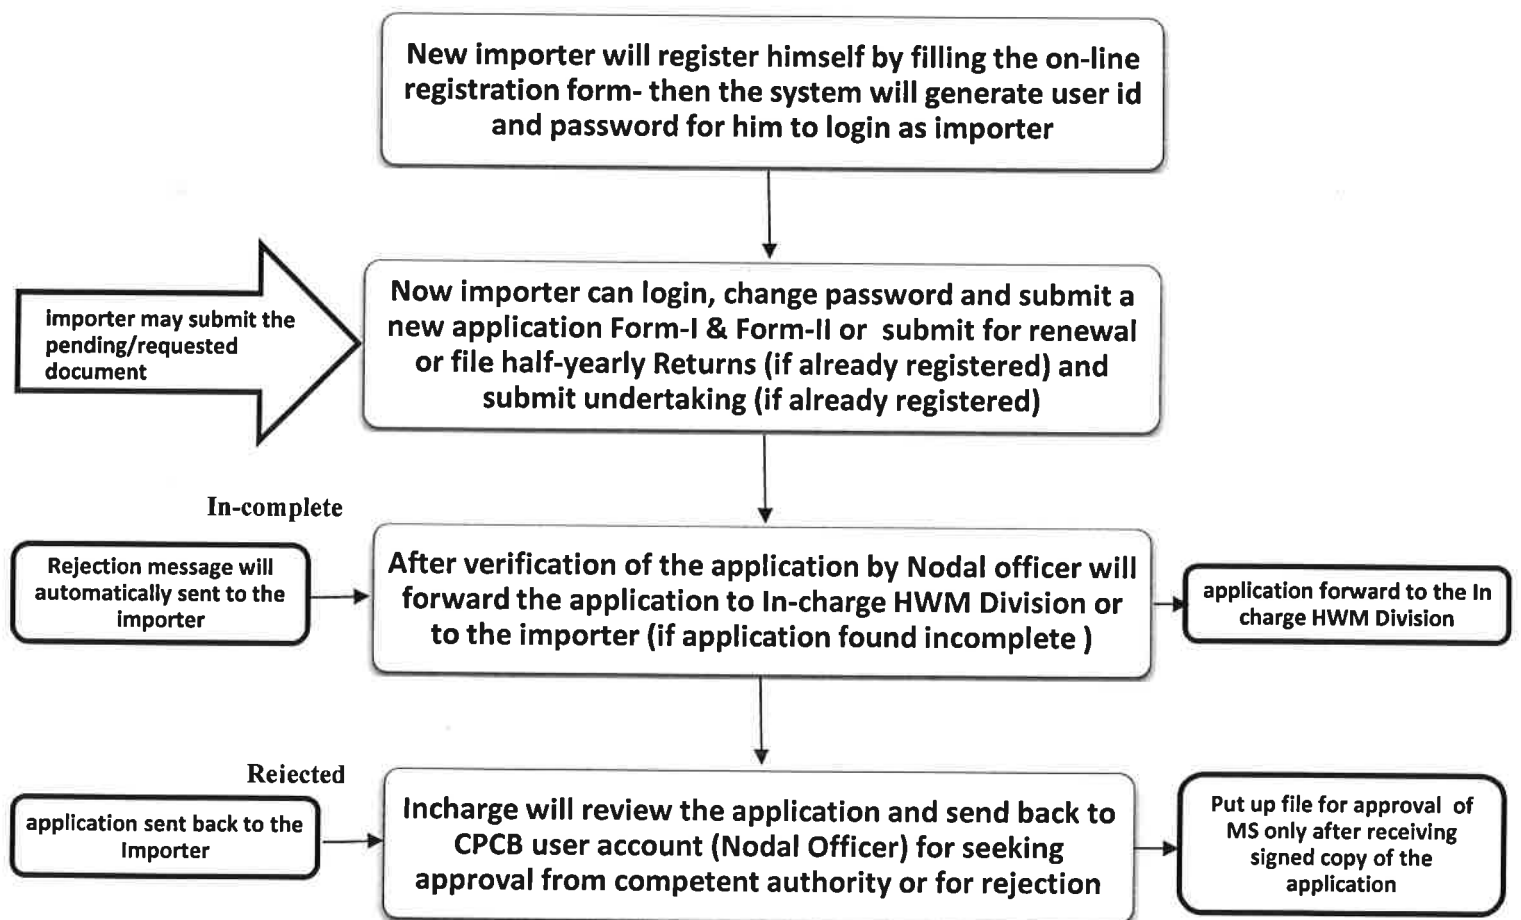 New importer will register himself by filling the on-line
registration form- then the system will generate user id
and password for him to login as importer
importer may submit the
pending/requested
document
Now importer can login, change password and submit a
new application Form-I & Form-II or submit for renewal
or file half-yearly Returns (if already registered) and
submit undertaking (if already registered)
In-complete
Rejection message will
automatically sent to the
importer
After verification of the application by Nodal officer will
forward the application to In-charge HWM Division or
to the importer (if application found incomplete )
application forward to the In
charge HWM Division
Rejected
application sent back to the
Importer
Incharge will review the application and send back to
CPCB user account (Nodal Officer) for seeking
approval from competent authority or for rejection
Put up file for approval of
MS only after receiving
signed copy of the
application